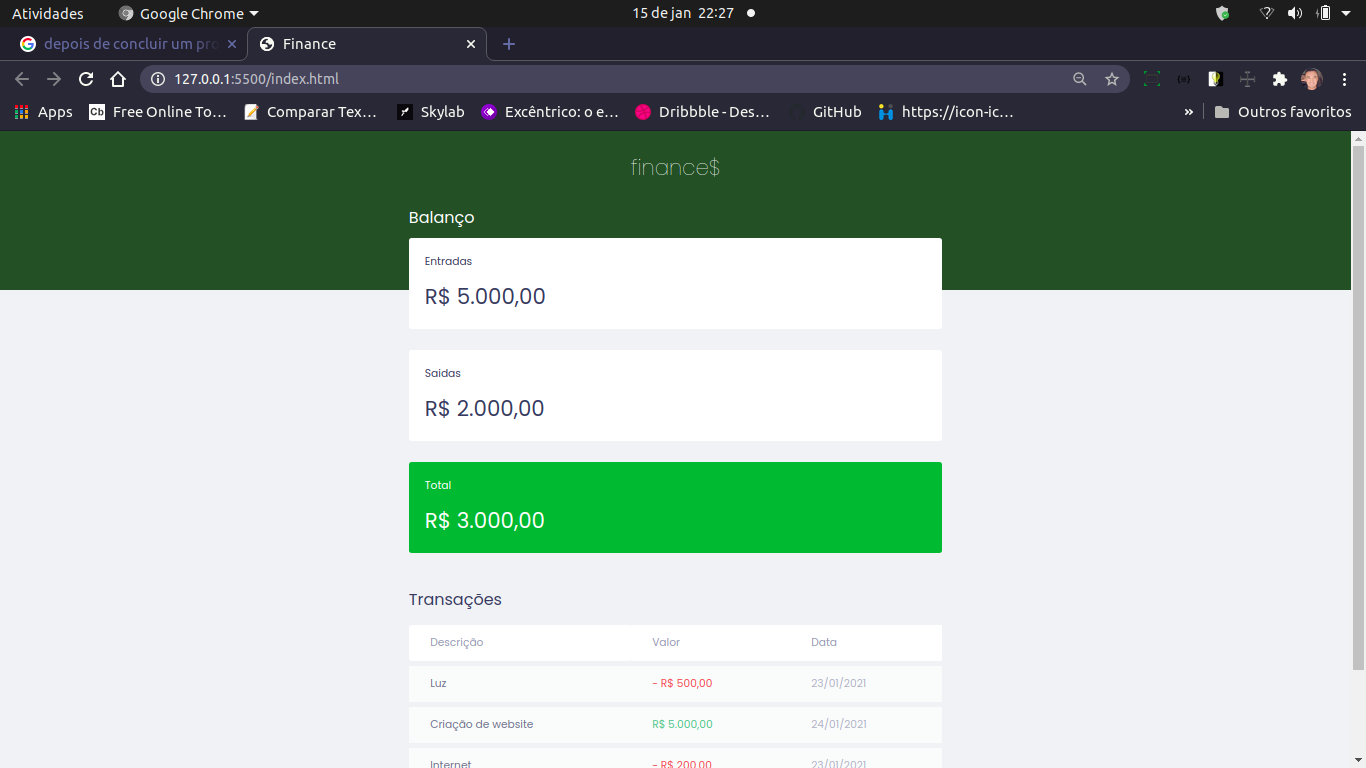 Atividades Google Chrome 15 de jan 22:27
depois de concluir um pro Finance
127.0.0.1:5500/index.html
Apps Cb Free Online To… Comparar Tex… Skylab Excêntrico: o e… Dribbble - Des… GitHub https://icon-ic… » Outros favoritos
finance$
Balanço
Entradas
R$ 5.000,00
Saidas
R$ 2.000,00
Total
R$ 3.000,00
Transações
Descrição Valor Data
Luz - R$ 500,00 23/01/2021
Criação de website R$ 5.000,00 24/01/2021
Internet - R$ 200,00 23/01/2021